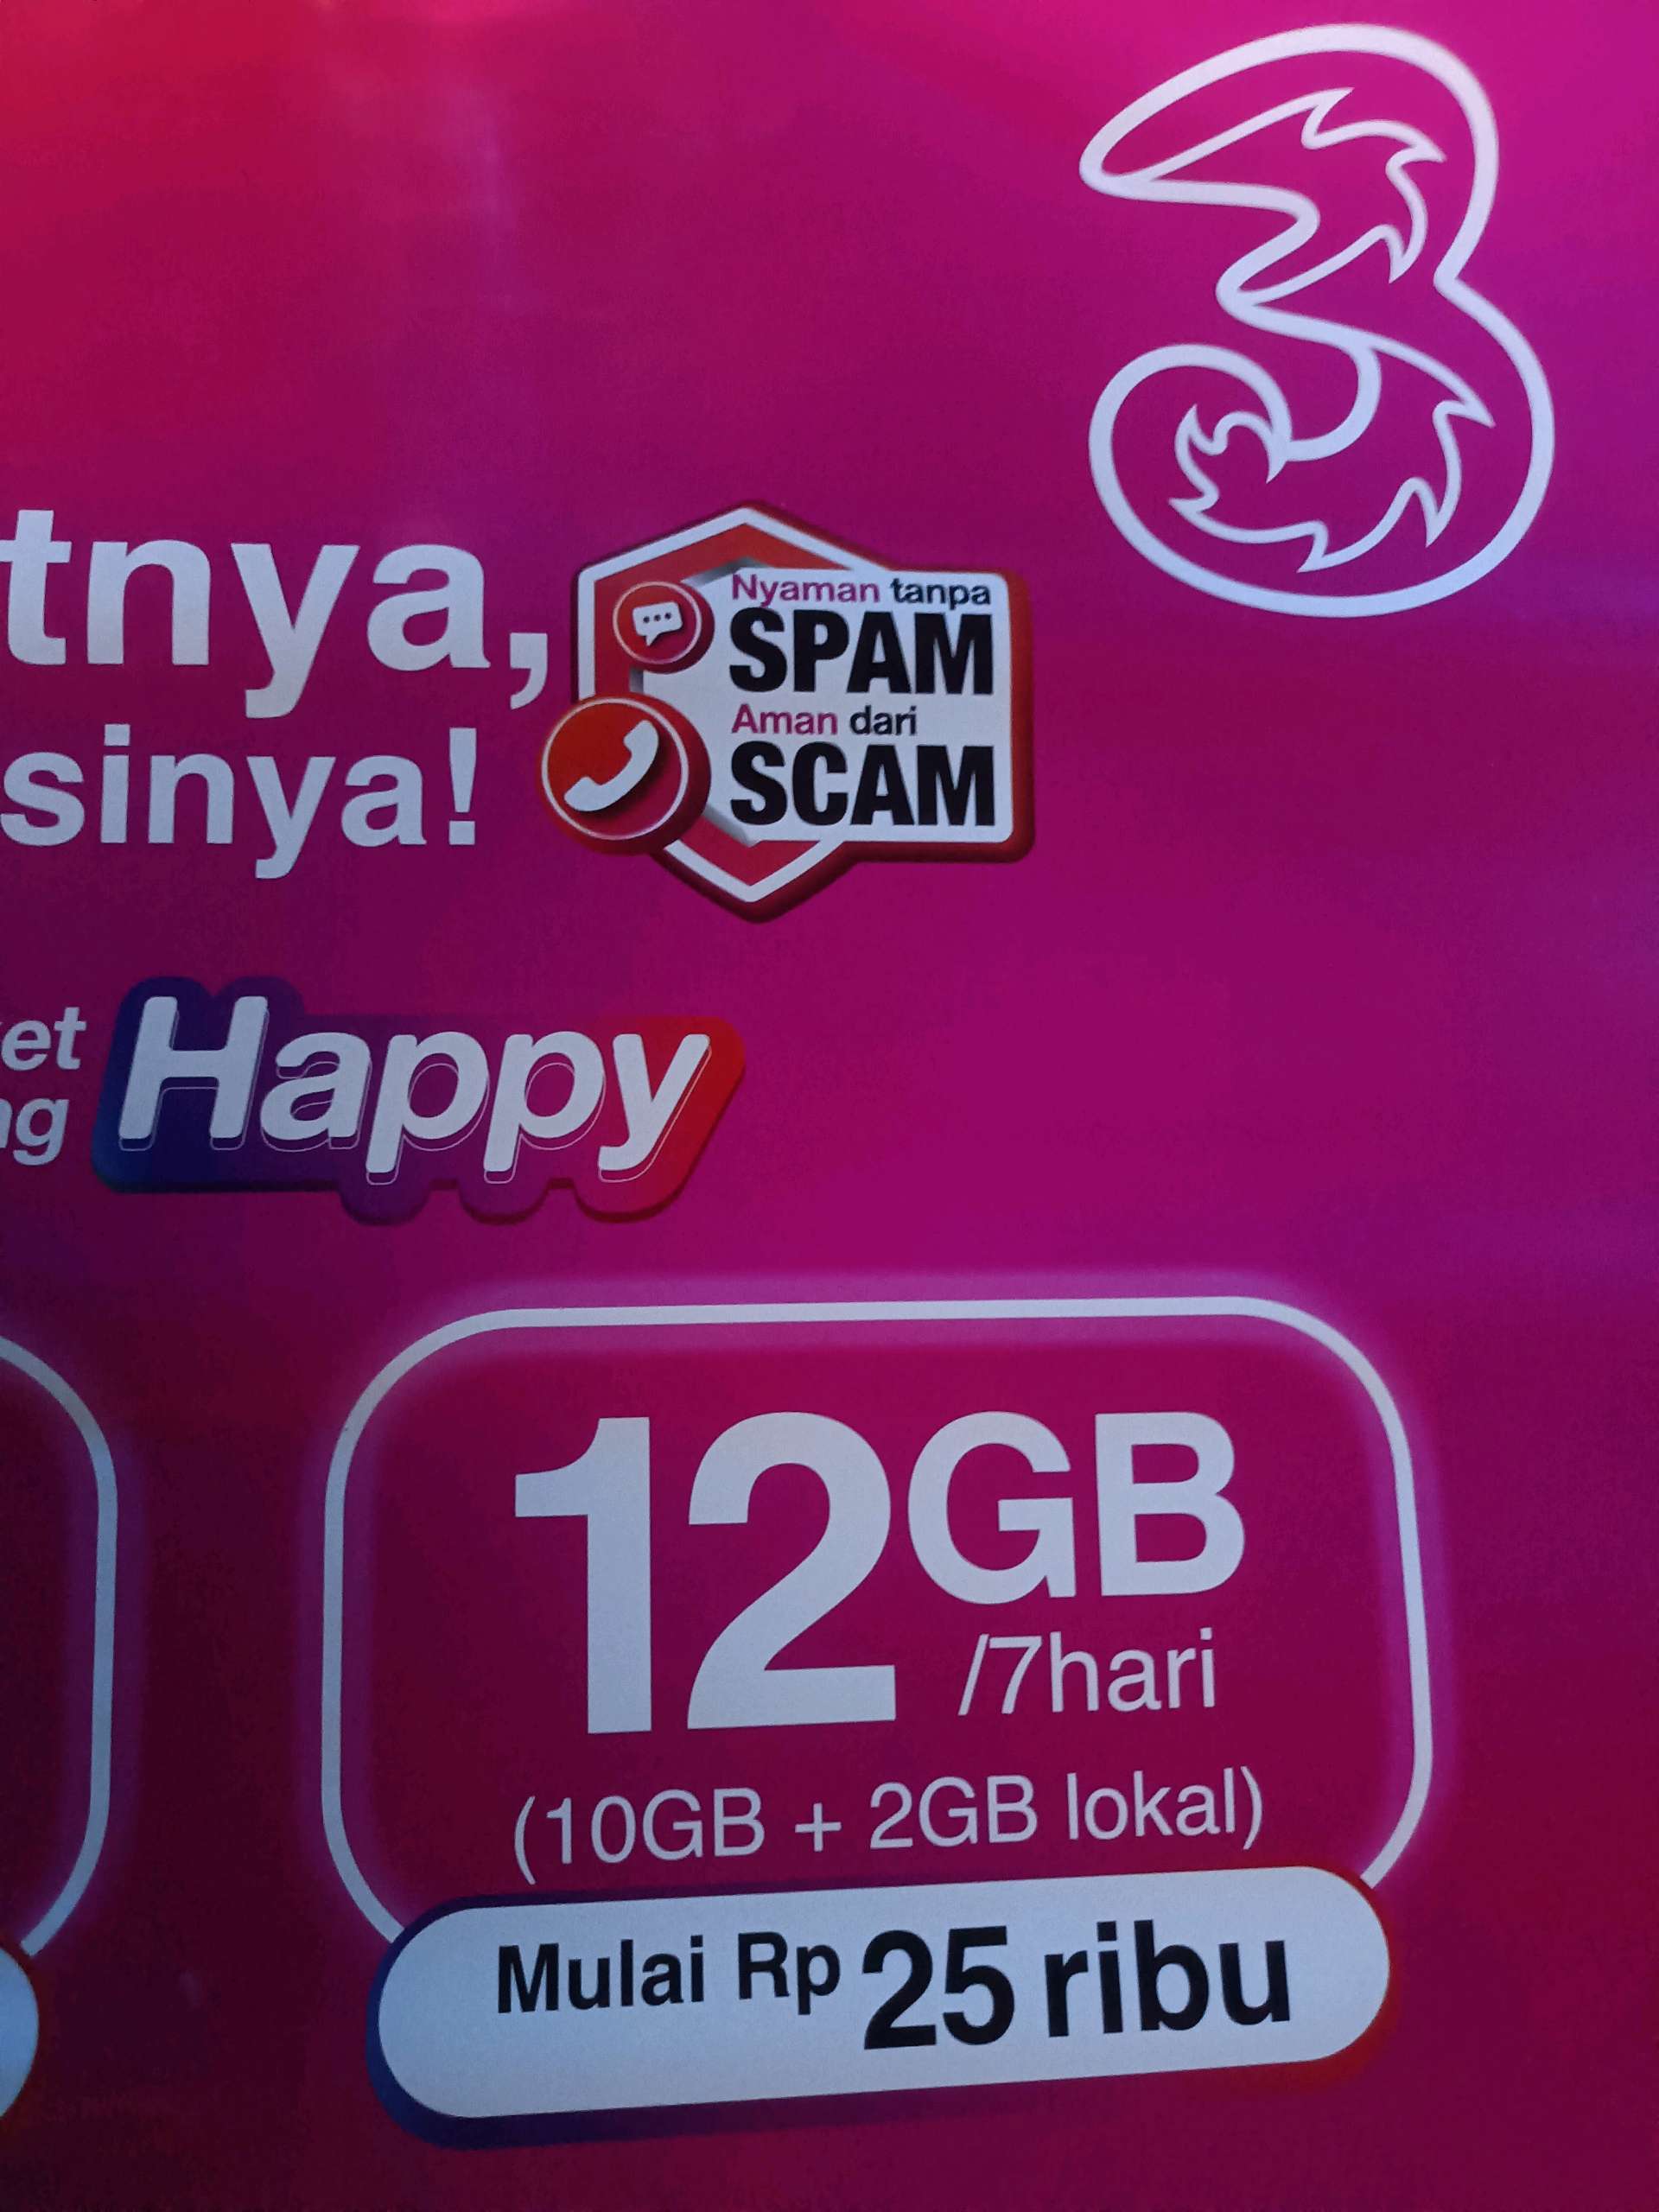 tnya,
sinya!
Nyaman tanpa
SPAM
Aman dari
SCAM
et
ng
Happy
12GB
/7hari
(10GB + 2GB lokal)
Mulai Rp 25 ribu